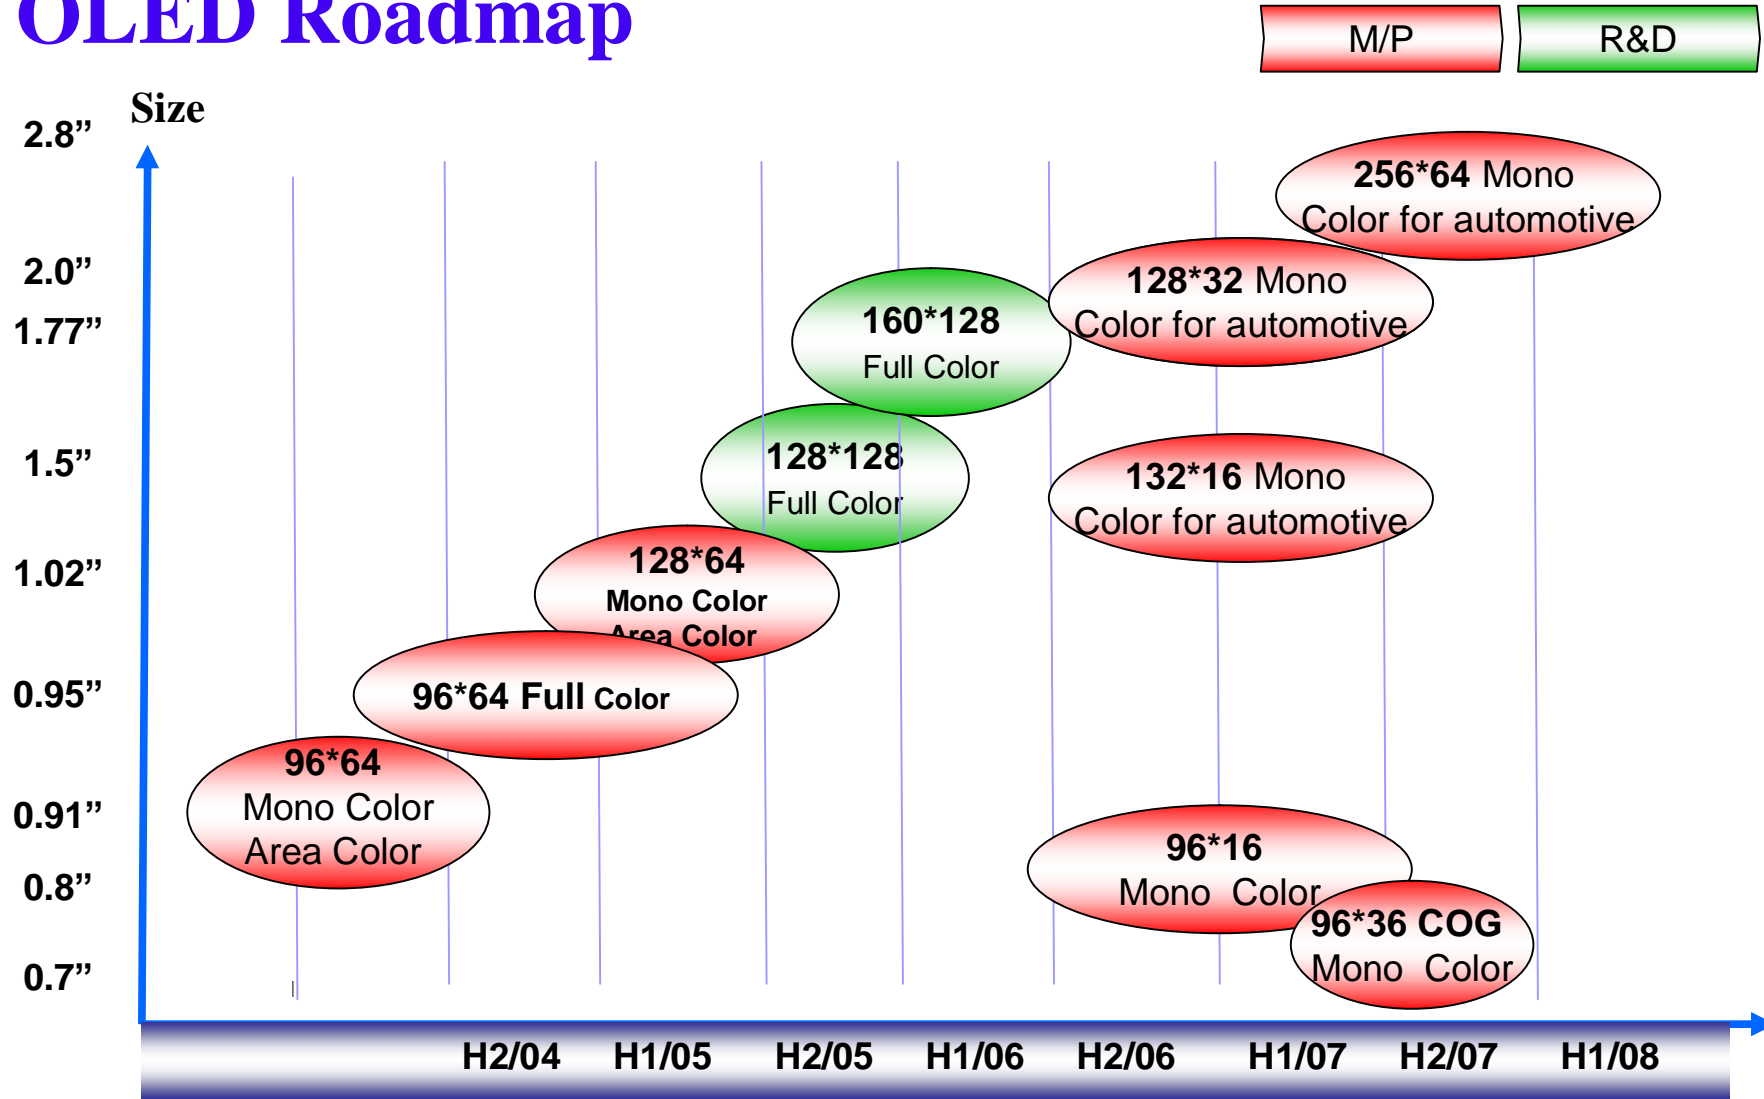 OLED Roadmap
M/P
R&D
Size
2.8”
2.0”
1.77”
1.5”
1.02”
0.95”
0.91”
0.8”
0.7”
256*64 Mono
Color for automotive
128*32 Mono
Color for automotive
160*128
Full Color
128*128
Full Color
132*16 Mono
Color for automotive
128*64
Mono Color
Area Color
96*64 Full Color
96*64
Mono Color
Area Color
96*16
Mono Color
96*36 COG
Mono Color
H2/04 H1/05 H2/05 H1/06 H2/06 H1/07 H2/07 H1/08